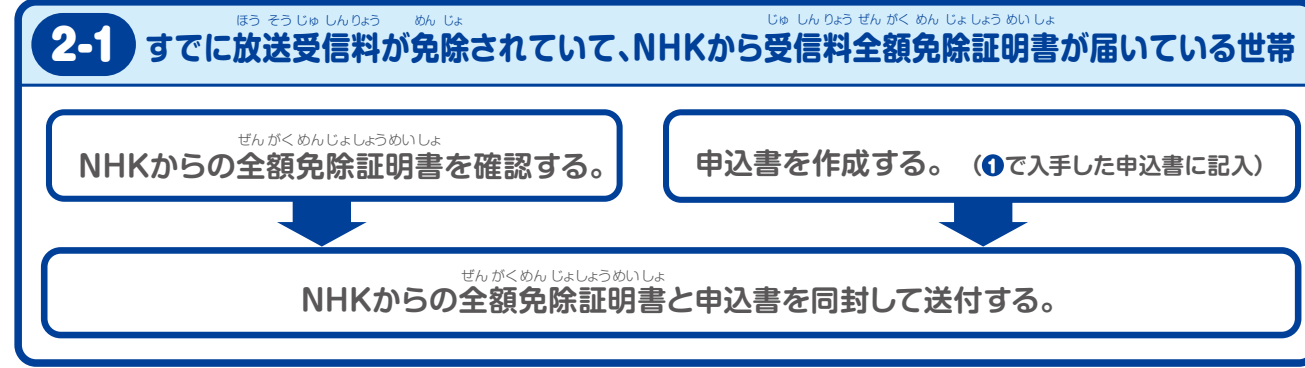 ほうそうじゅしんりょう めんじょ じゅしんりょうぜんがくめんじょしょうめいしょ
2-1 すでに放送受信料が免除されていて、NHKから受信料全額免除証明書が届いている世帯
ぜんがくめんじょしょうめいしょ
NHKからの全額免除証明書を確認する。
申込書を作成する。(❶で入手した申込書に記入)
ぜんがくめんじょしょうめいしょ
NHKからの全額免除証明書と申込書を同封して送付する。